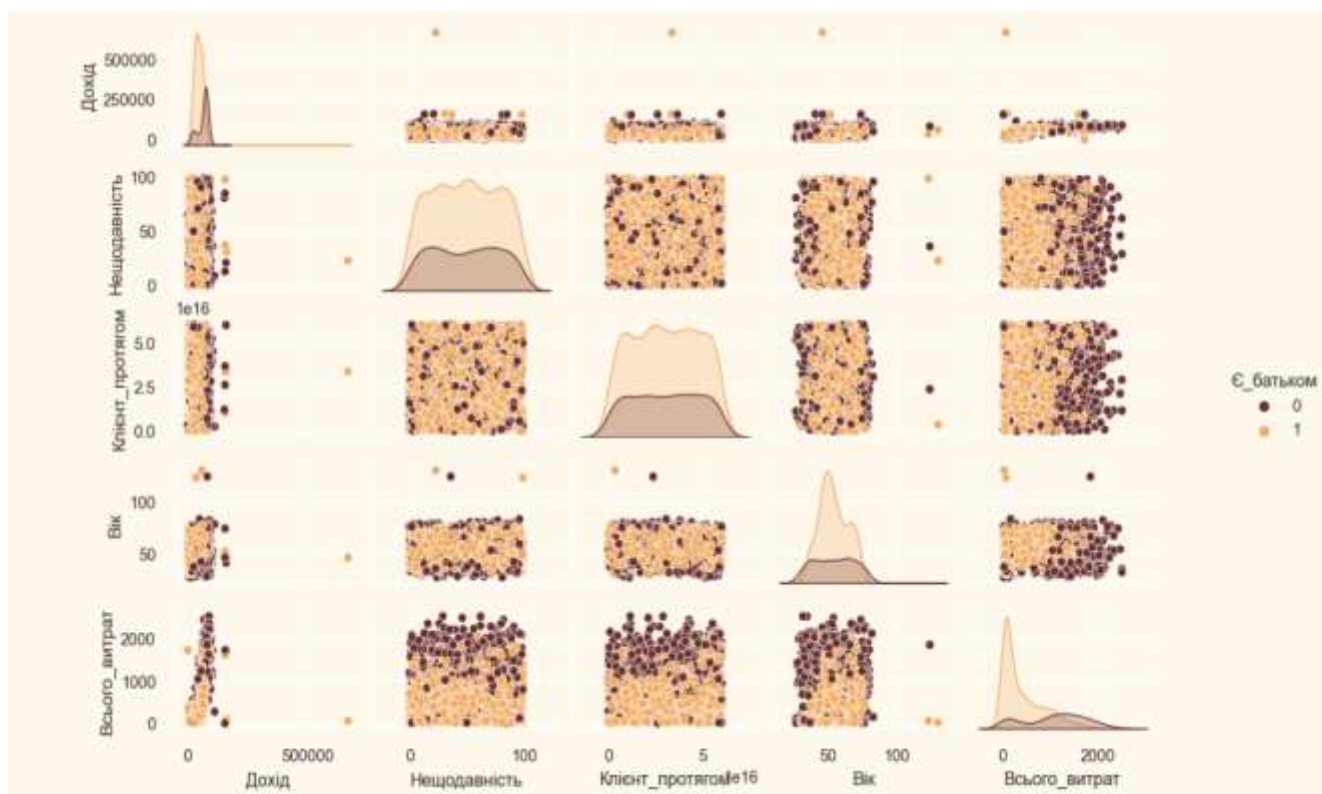 Дохід
500000
250000
0
Нещодавність
100
50
0
1e16
Клієнт_протягом
5.0
2.5
0.0
Вік
100
50
Всього_витрат
2000
1000
0
0 500000
Дохід
0 100
Нещодавність
0 5
Клієнт_протягом 1e16
50 100
Вік
0 2000
Всього_витрат
Є_батьком
0
1